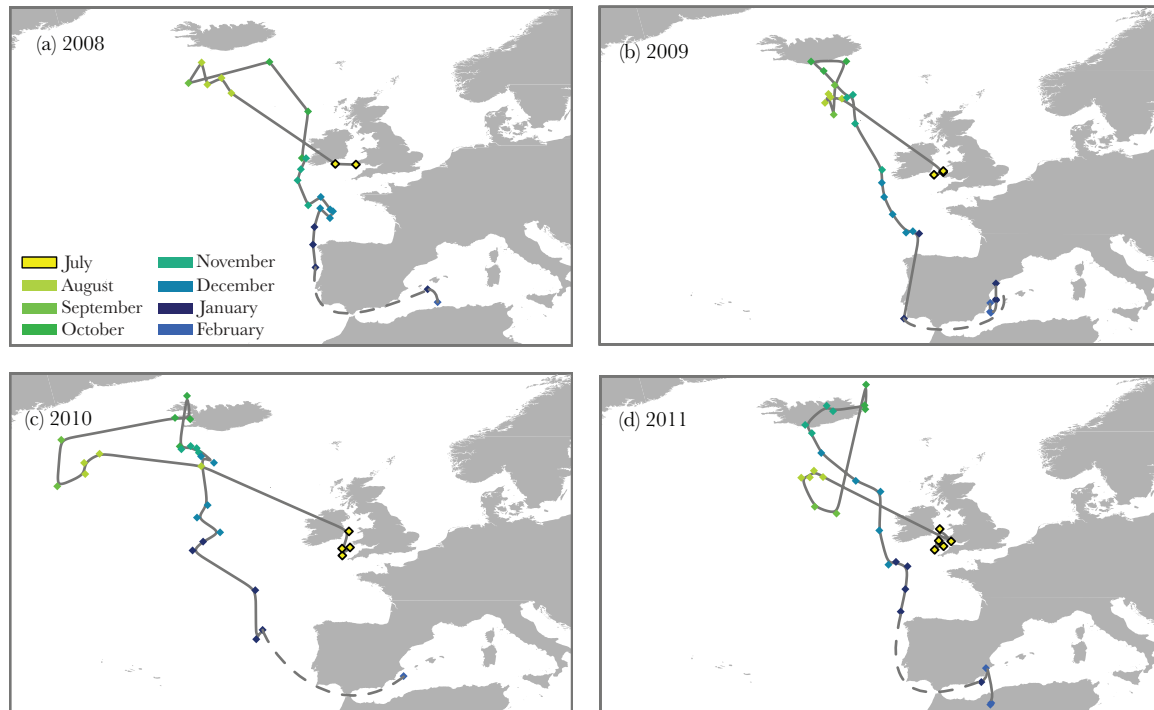 (a) 2008
July
August
September
October
November
December
January
February
(b) 2009
(c) 2010
(d) 2011